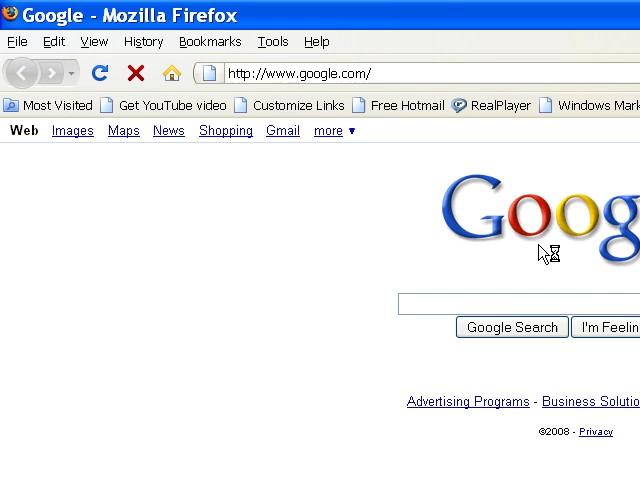 Google - Mozilla Firefox
File Edit View History Bookmarks Tools Help
http://www.google.com/
Most Visited Get YouTube video Customize Links Free Hotmail RealPlayer Windows Mark
Web Images Maps News Shopping Gmail more ▼
Goog
Google Search I'm Feelin
Advertising Programs - Business Solutio
©2008 - Privacy